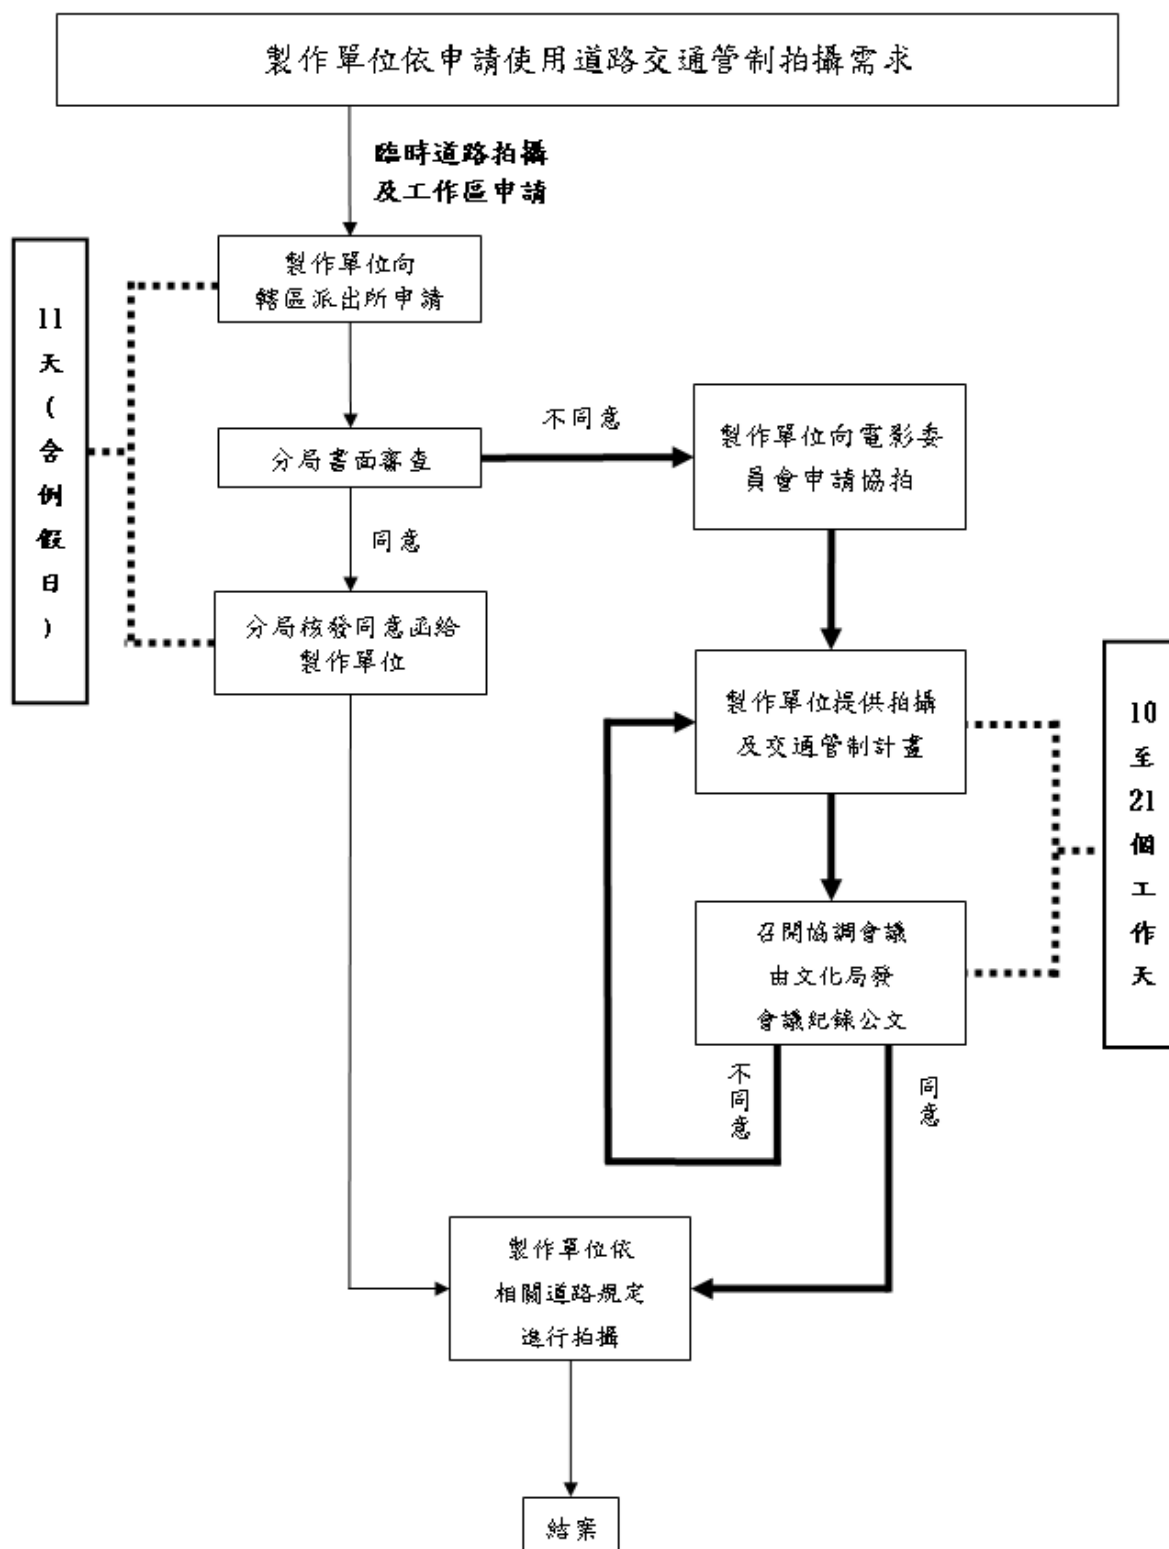 製作單位依申請使用道路交通管制拍攝需求
臨時道路拍攝
及工作區申請
製作單位向
轄區派出所申請
11
天
(
含
例
假
日
)
分局書面審查
不同意
製作單位向電影委
員會申請協拍
同意
分局核發同意函給
製作單位
製作單位提供拍攝
及交通管制計畫
10
至
21
個
工
作
天
召開協調會議
由文化局發
會議紀錄公文
不
同
意
同
意
製作單位依
相關道路規定
進行拍攝
結案